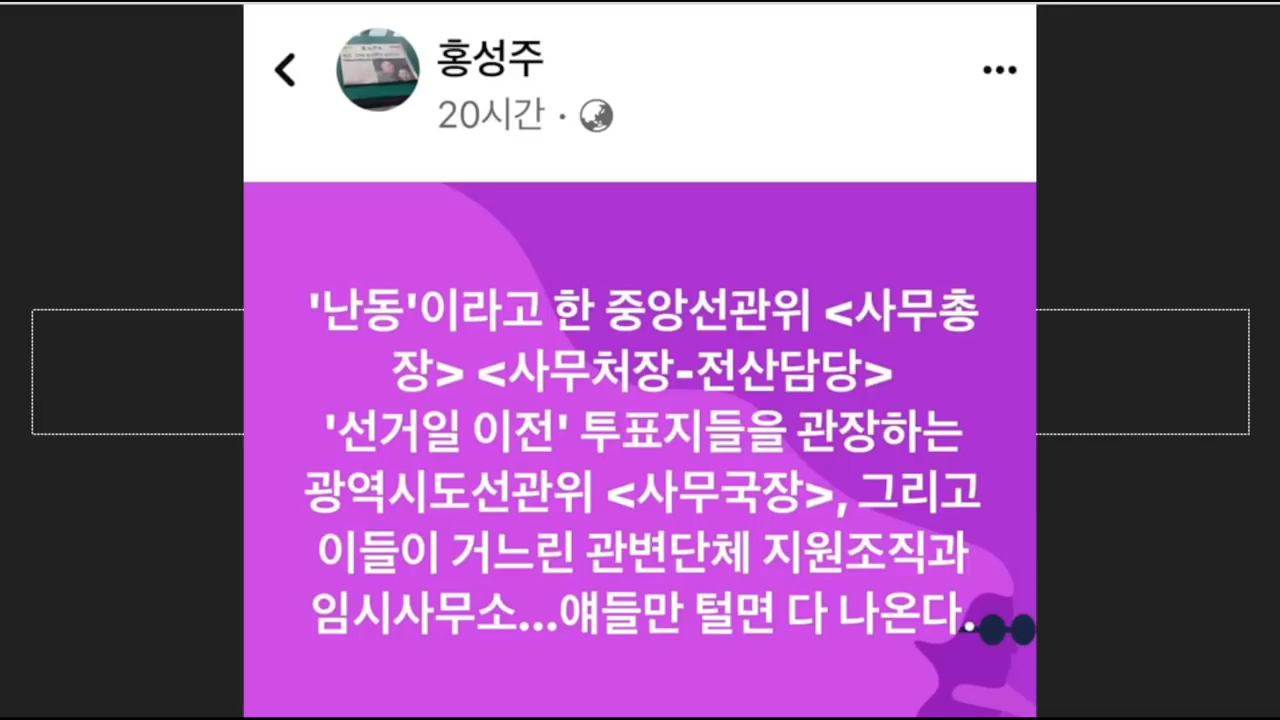 홍성주
20시간 ·
'난동'이라고 한 중앙선관위 <사무총
장> <사무처장-전산담당>
'선거일 이전' 투표지들을 관장하는
광역시도선관위 <사무국장>, 그리고
이들이 거느린 관변단체 지원조직과
임시사무소...얘들만 털면 다 나온다.